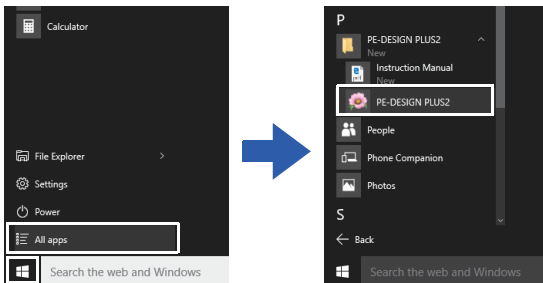 Calculator
File Explorer
Settings
Power
All apps
Search the web and Windows
P
PE-DESIGN PLUS2
New
Instruction Manual
New
PE-DESIGN PLUS2
People
Phone Companion
Photos
S
Back
Search the web and Windows